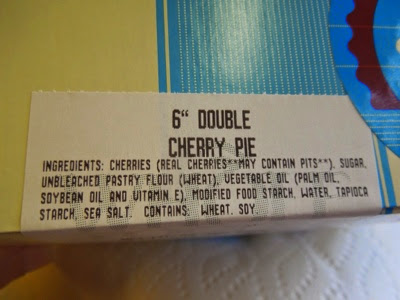 6" DOUBLE
CHERRY PIE
INGREDIENTS: CHERRIES (REAL CHERRIES**MAY CONTAIN PITS**), SUGAR,
UNBLEACHED PASTRY FLOUR (WHEAT), VEGETABLE OIL (PALM OIL,
SOYBEAN OIL AND VITAMIN E), MODIFIED FOOD STARCH, WATER, TAPIOCA
STARCH, SEA SALT. CONTAINS: WHEAT, SOY.